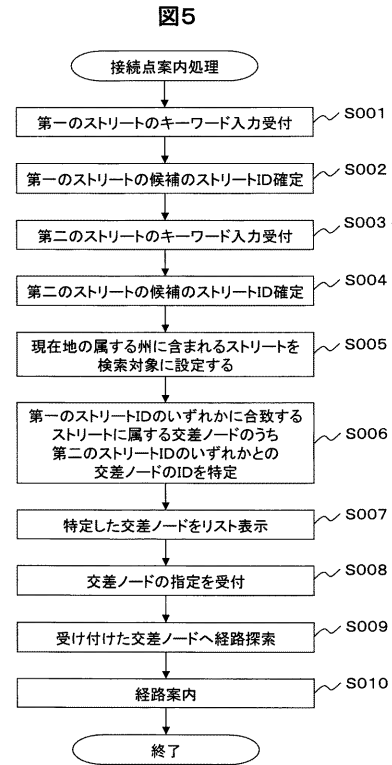 図5
接続点案内処理
第一のストリートのキーワード入力受付
S001
第一のストリートの候補のストリートID確定
S002
第二のストリートのキーワード入力受付
S003
第二のストリートの候補のストリートID確定
S004
現在地の属する州に含まれるストリートを
検索対象に設定する
S005
第一のストリートIDのいずれかに合致する
ストリートに属する交差ノードのうち
第二のストリートIDのいずれかとの
交差ノードのIDを特定
S006
特定した交差ノードをリスト表示
S007
交差ノードの指定を受付
S008
受け付けた交差ノードへ経路探索
S009
経路案内
S010
終了